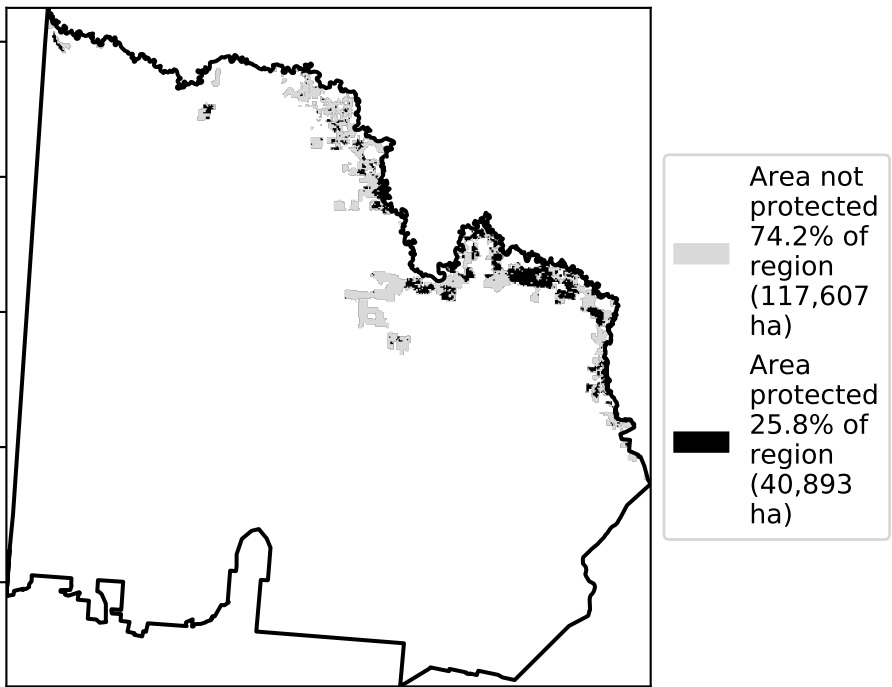 Area not
protected
74.2% of
region
(117,607
ha)
Area
protected
25.8% of
region
(40,893
ha)